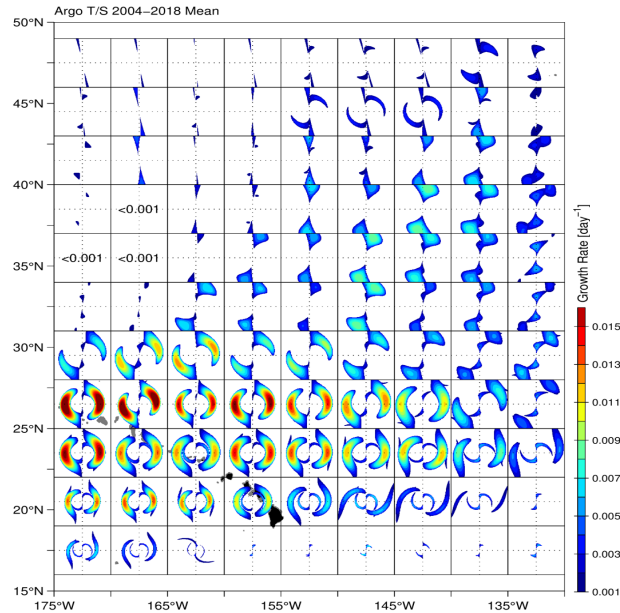 Argo T/S 2004−2018 Mean
50°N
45°N
40°N
<0.001
<0.001 <0.001
35°N
30°N
25°N
20°N
15°N
175°W 165°W 155°W 145°W 135°W
Growth Rate [day⁻¹]
0.015
0.013
0.011
0.009
0.007
0.005
0.003
0.001